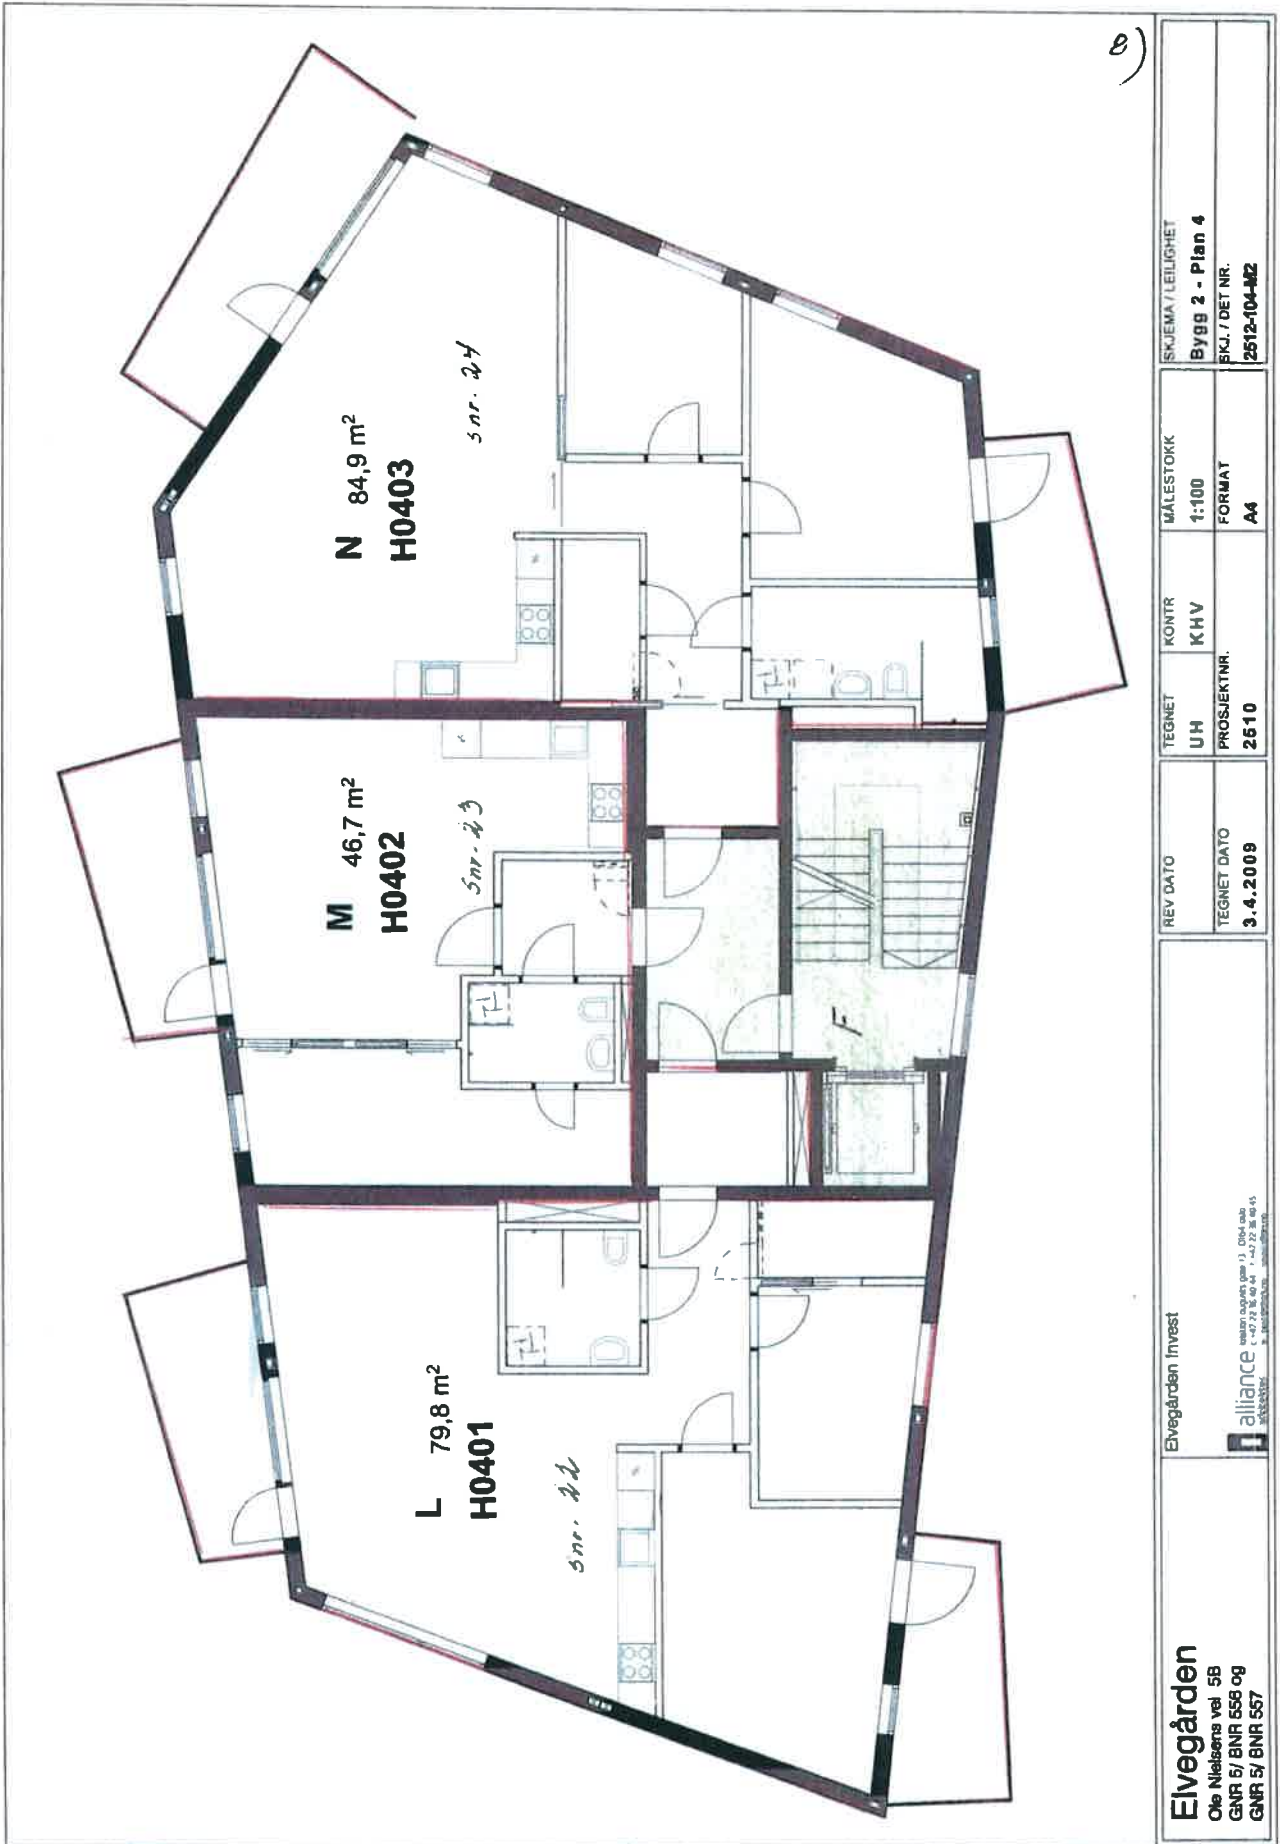 8)
L 79,8 m²
H0401
snr. 22
M 46,7 m²
H0402
snr. 23
N 84,9 m²
H0403
snr. 24
F
Elvegården
Ole Nielsens vei 5B
GNR 5/ BNR 558 og
GNR 5/ BNR 557
Elvegården Invest
alliance
REV DATO
TEGNET DATO
3.4.2009
TEGNET
UH
KONTR
KHV
PROSJEKTNR.
2510
MÅLESTOKK
1:100
FORMAT
A4
SKJEMA / LEILIGHET
Bygg 2 - Plan 4
SKJ. / DET NR.
2512-104-M2